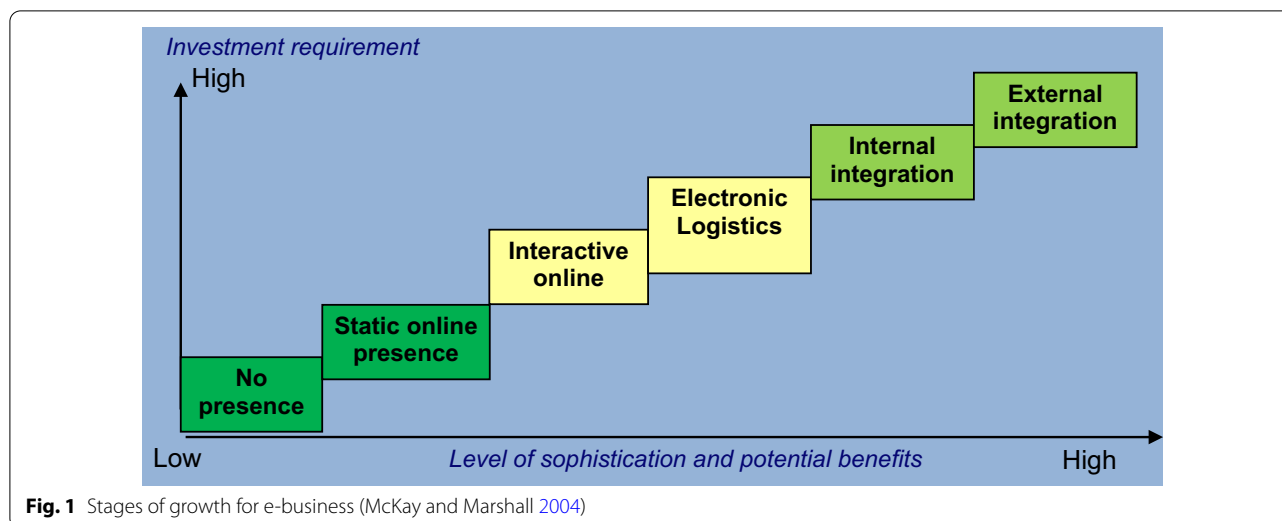 Investment requirement
High
External
integration
Internal
integration
Electronic
Logistics
Interactive
online
Static online
presence
No
presence
Low
Level of sophistication and potential benefits
High
Fig. 1 Stages of growth for e-business (McKay and Marshall 2004)